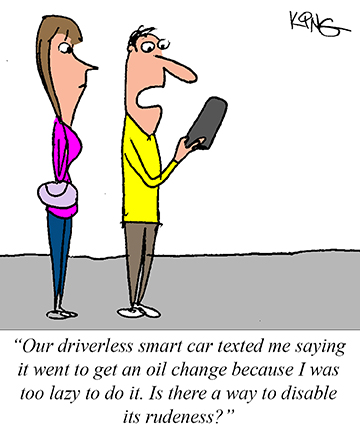 KING
“Our driverless smart car texted me saying
it went to get an oil change because I was
too lazy to do it. Is there a way to disable
its rudeness?”